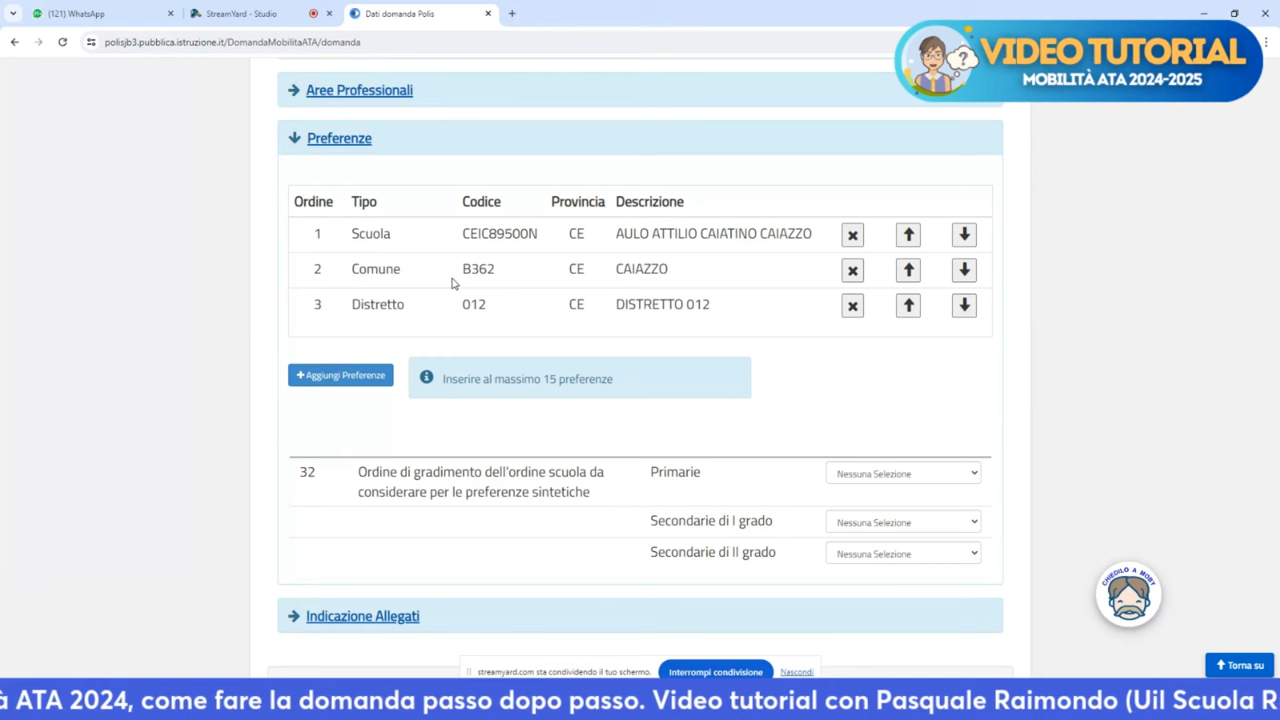 (121) WhatsApp
StreamYard - Studio
Dati domanda Polis
polisjb3.pubblica.istruzione.it/DomandaMobilitaATA/domanda
VIDEO TUTORIAL
MOBILITÀ ATA 2024-2025
?
Aree Professionali
Preferenze
Ordine Tipo Codice Provincia Descrizione
1 Scuola CEIC89500N CE AULO ATTILIO CAIATINO CAIAZZO
2 Comune B362 CE CAIAZZO
3 Distretto 012 CE DISTRETTO 012
+ Aggiungi Preferenze
Inserire al massimo 15 preferenze
32 Ordine di gradimento dell'ordine scuola da Primarie Nessuna Selezione
considerare per le preferenze sintetiche
Secondarie di I grado Nessuna Selezione
Secondarie di II grado Nessuna Selezione
CHIEDILO A MOBY
Indicazione Allegati
streamyard.com sta condividendo il tuo schermo. Interrompi condivisione Nascondi
Torna su
à ATA 2024, come fare la domanda passo dopo passo. Video tutorial con Pasquale Raimondo (Uil Scuola R